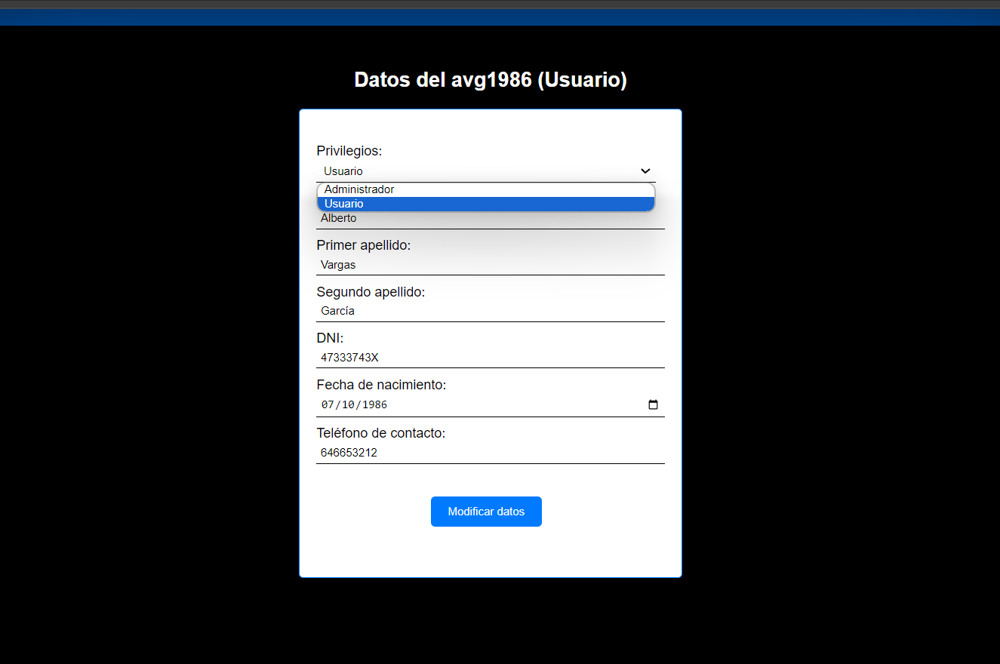 Datos del avg1986 (Usuario)
Privilegios:
Usuario
Administrador
Usuario
Alberto
Primer apellido:
Vargas
Segundo apellido:
García
DNI:
47333743X
Fecha de nacimiento:
07/10/1986
Teléfono de contacto:
646653212
Modificar datos